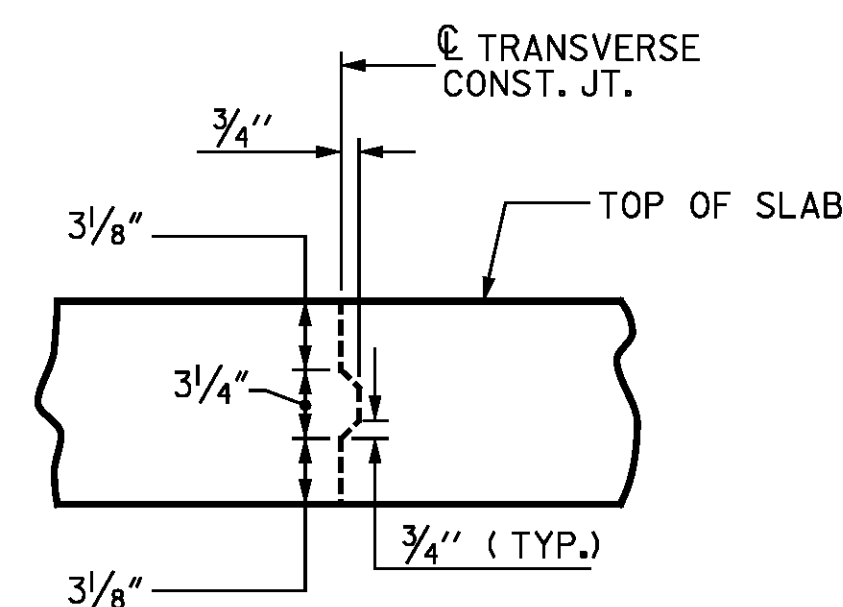 ℄ TRANSVERSE
CONST. JT.
3/4"
TOP OF SLAB
3 1/8"
3 1/4"
3/4" (TYP.)
3 1/8"